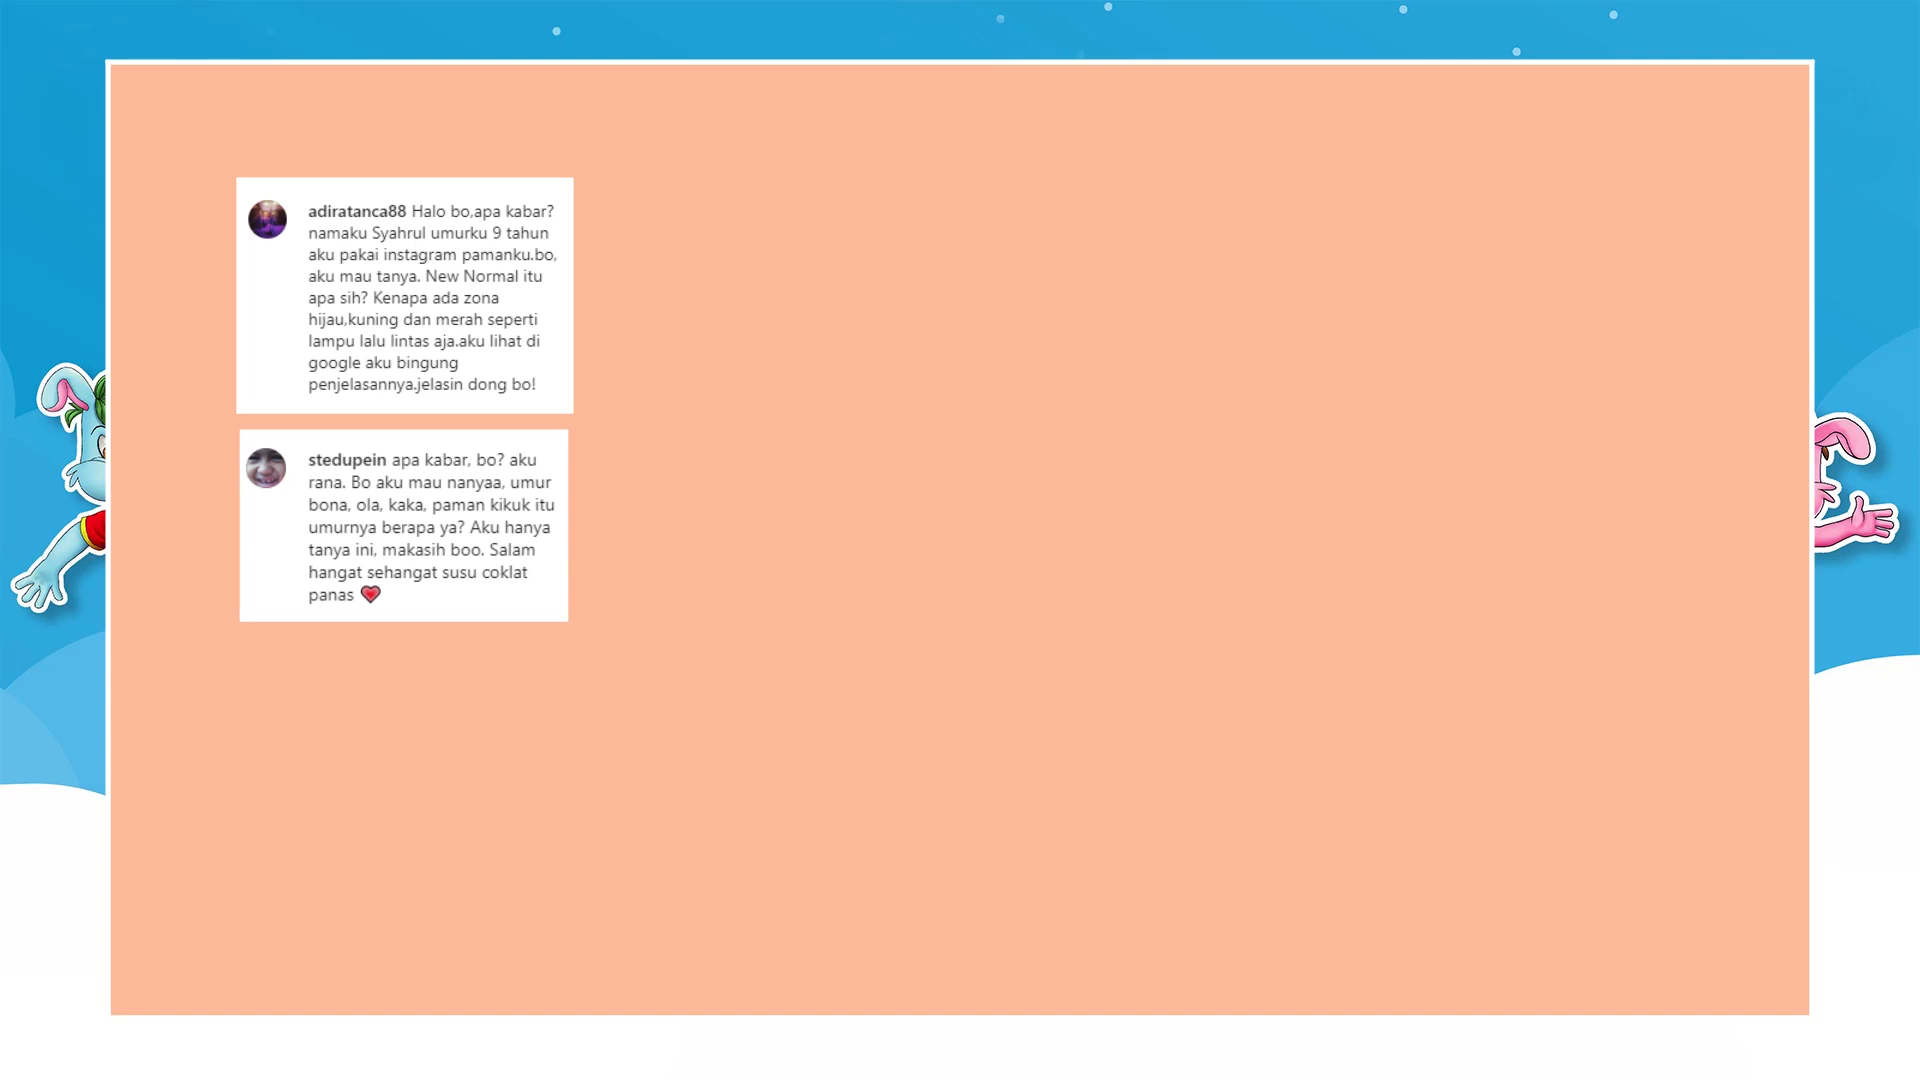 adiratanca88 Halo bo,apa kabar?
namaku Syahrul umurku 9 tahun
aku pakai instagram pamanku.bo,
aku mau tanya. New Normal itu
apa sih? Kenapa ada zona
hijau,kuning dan merah seperti
lampu lalu lintas aja.aku lihat di
google aku bingung
penjelasannya.jelasin dong bo!
stedupein apa kabar, bo? aku
rana. Bo aku mau nanyaa, umur
bona, ola, kaka, paman kikuk itu
umurnya berapa ya? Aku hanya
tanya ini, makasih boo. Salam
hangat sehangat susu coklat
panas ❤️